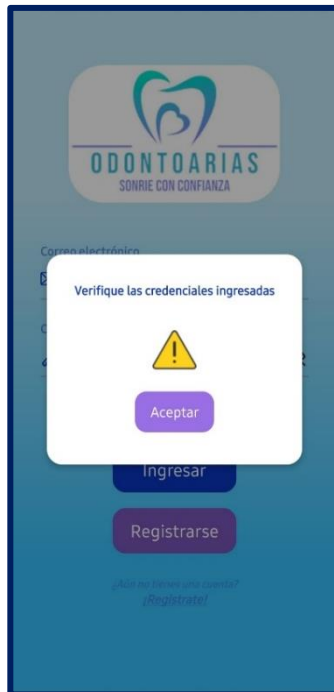 ODONTOARIAS
SONRIE CON CONFIANZA
Correo electrónico
Verifique las credenciales ingresadas
Aceptar
Ingresar
Registrarse
¿Aún no tienes una cuenta?
¡Registrate!